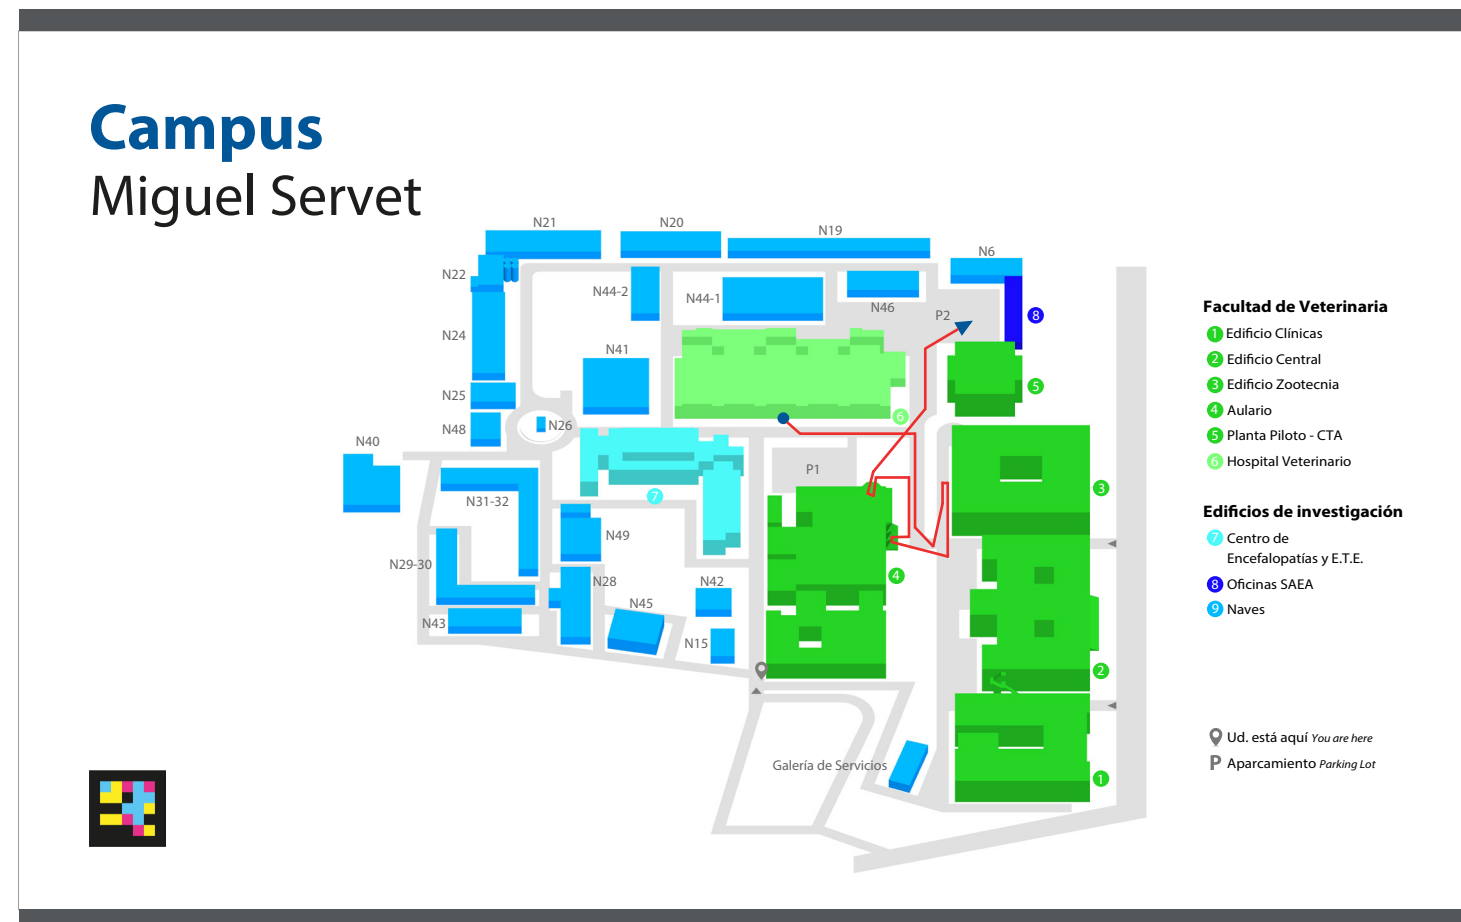 Campus
Miguel Servet
N21
N20
N19
N6
N22
N44-2
N44-1
N46
P2
8
N24
N41
N25
5
N48
N26
6
N40
P1
N31-32
7
3
N49
N29-30
N28
N42
4
N45
N43
N15
2
Galería de Servicios
1
Facultad de Veterinaria
1 Edificio Clínicas
2 Edificio Central
3 Edificio Zootecnia
4 Aulario
5 Planta Piloto - CTA
6 Hospital Veterinario
Edificios de investigación
7 Centro de
Encefalopatías y E.T.E.
8 Oficinas SAEA
9 Naves
Ud. está aquí You are here
P Aparcamiento Parking Lot